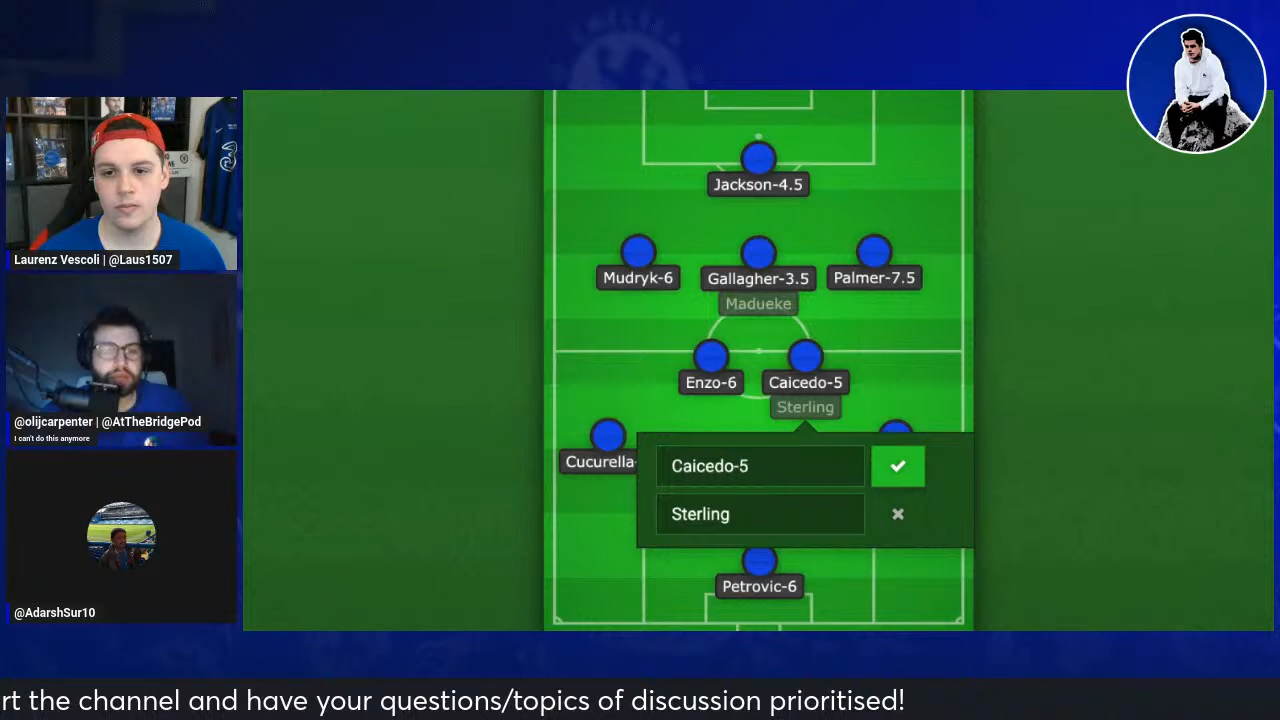 CHELSEA
Laurenz Vescoli | @Laus1507
@olijcarpenter | @AtTheBridgePod
I can't do this anymore
@AdarshSur10
Jackson-4.5
Mudryk-6
Gallagher-3.5
Palmer-7.5
Madueke
Enzo-6
Caicedo-5
Sterling
Cucurella-
Caicedo-5
Sterling
Petrovic-6
rt the channel and have your questions/topics of discussion prioritised!